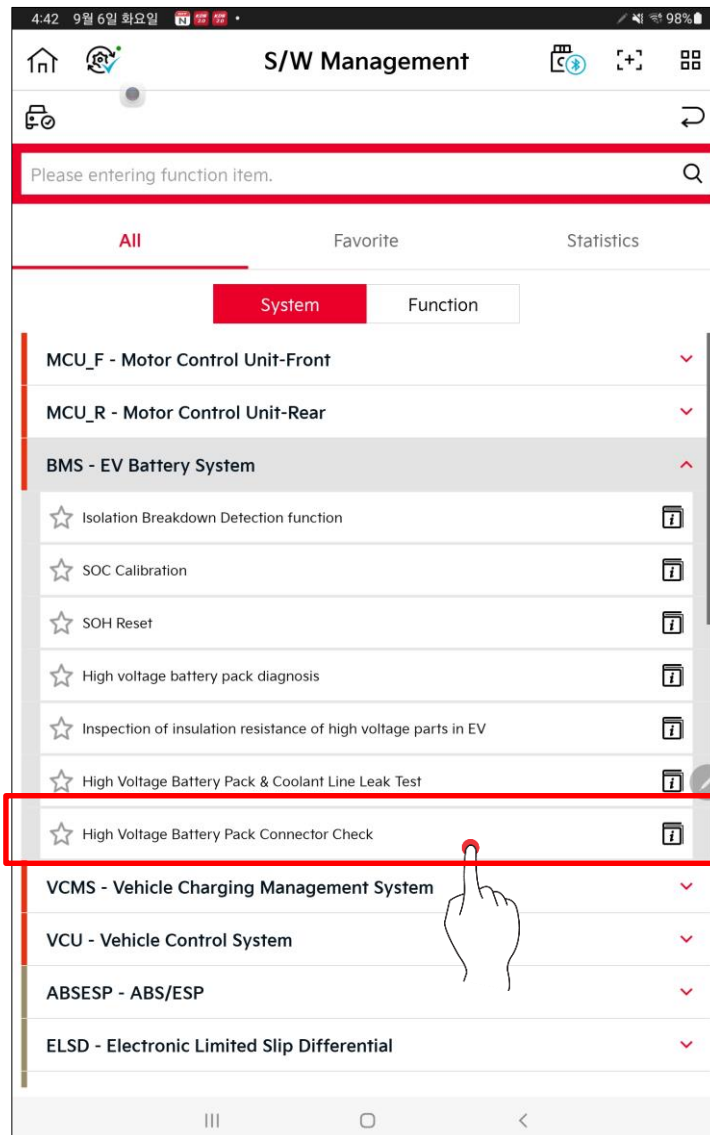 4:42 9월 6일 화요일 98%
S/W Management
Please entering function item.
All Favorite Statistics
System Function
MCU_F - Motor Control Unit-Front
MCU_R - Motor Control Unit-Rear
BMS - EV Battery System
Isolation Breakdown Detection function
SOC Calibration
SOH Reset
High voltage battery pack diagnosis
Inspection of insulation resistance of high voltage parts in EV
High Voltage Battery Pack & Coolant Line Leak Test
High Voltage Battery Pack Connector Check
VCMS - Vehicle Charging Management System
VCU - Vehicle Control System
ABSESP - ABS/ESP
ELSD - Electronic Limited Slip Differential